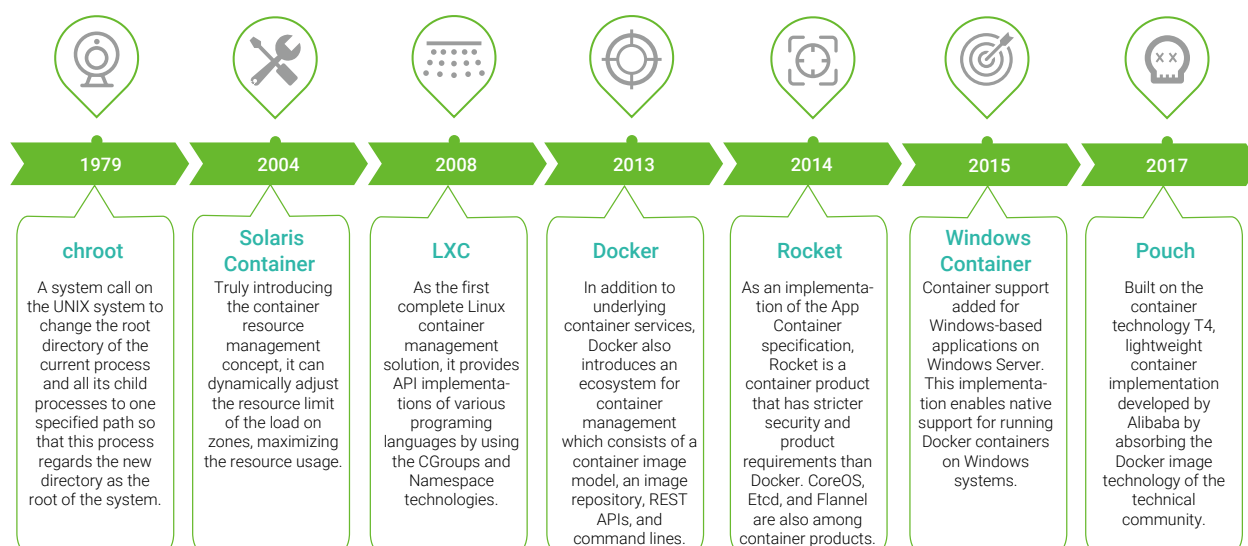 1979
2004
2008
2013
2014
2015
2017
chroot
A system call on
the UNIX system to
change the root
directory of the
current process
and all its child
processes to one
specified path so
that this process
regards the new
directory as the
root of the system.
Solaris
Container
Truly introducing
the container
resource
management
concept, it can
dynamically adjust
the resource limit
of the load on
zones, maximizing
the resource usage.
LXC
As the first
complete Linux
container
management
solution, it provides
API implementa-
tions of various
programing
languages by using
the CGroups and
Namespace
technologies.
Docker
In addition to
underlying
container services,
Docker also
introduces an
ecosystem for
container
management
which consists of a
container image
model, an image
repository, REST
APIs, and
command lines.
Rocket
As an implementa-
tion of the App
Container
specification,
Rocket is a
container product
that has stricter
security and
product
requirements than
Docker. CoreOS,
Etcd, and Flannel
are also among
container products.
Windows
Container
Container support
added for
Windows-based
applications on
Windows Server.
This implementa-
tion enables native
support for running
Docker containers
on Windows
systems.
Pouch
Built on the
container
technology T4,
lightweight
container
implementation
developed by
Alibaba by
absorbing the
Docker image
technology of the
technical
community.